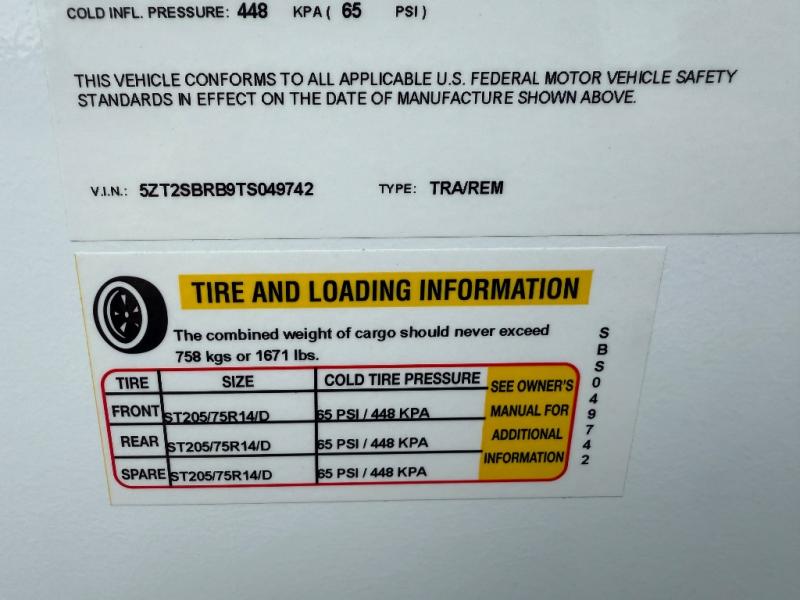 COLD INFL. PRESSURE: 448 KPA ( 65 PSI )
THIS VEHICLE CONFORMS TO ALL APPLICABLE U.S. FEDERAL MOTOR VEHICLE SAFETY
STANDARDS IN EFFECT ON THE DATE OF MANUFACTURE SHOWN ABOVE.
V.I.N.: 5ZT2SBRB9TS049742 TYPE: TRA/REM
TIRE AND LOADING INFORMATION
The combined weight of cargo should never exceed
758 kgs or 1671 lbs.
TIRE SIZE COLD TIRE PRESSURE
FRONT ST205/75R14/D 65 PSI / 448 KPA
REAR ST205/75R14/D 65 PSI / 448 KPA
SPARE ST205/75R14/D 65 PSI / 448 KPA
SEE OWNER'S
MANUAL FOR
ADDITIONAL
INFORMATION
SBS049742